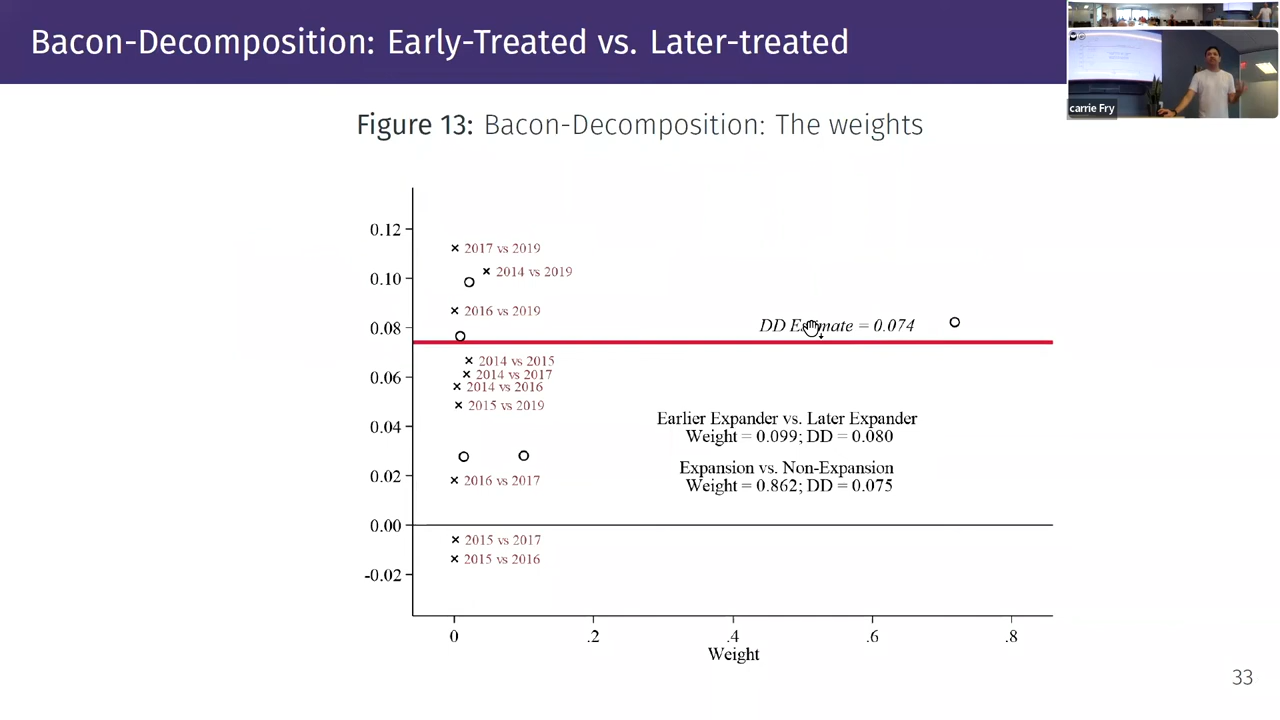 Bacon-Decomposition: Early-Treated vs. Later-treated
carrie Fry
Figure 13: Bacon-Decomposition: The weights
0.12
0.10
0.08
0.06
0.04
0.02
0.00
-0.02
2017 vs 2019
2014 vs 2019
2016 vs 2019
DD Estimate = 0.074
2014 vs 2015
2014 vs 2017
2014 vs 2016
2015 vs 2019
Earlier Expander vs. Later Expander
Weight = 0.099; DD = 0.080
Expansion vs. Non-Expansion
Weight = 0.862; DD = 0.075
2016 vs 2017
2015 vs 2017
2015 vs 2016
0 .2 .4 .6 .8
Weight
33